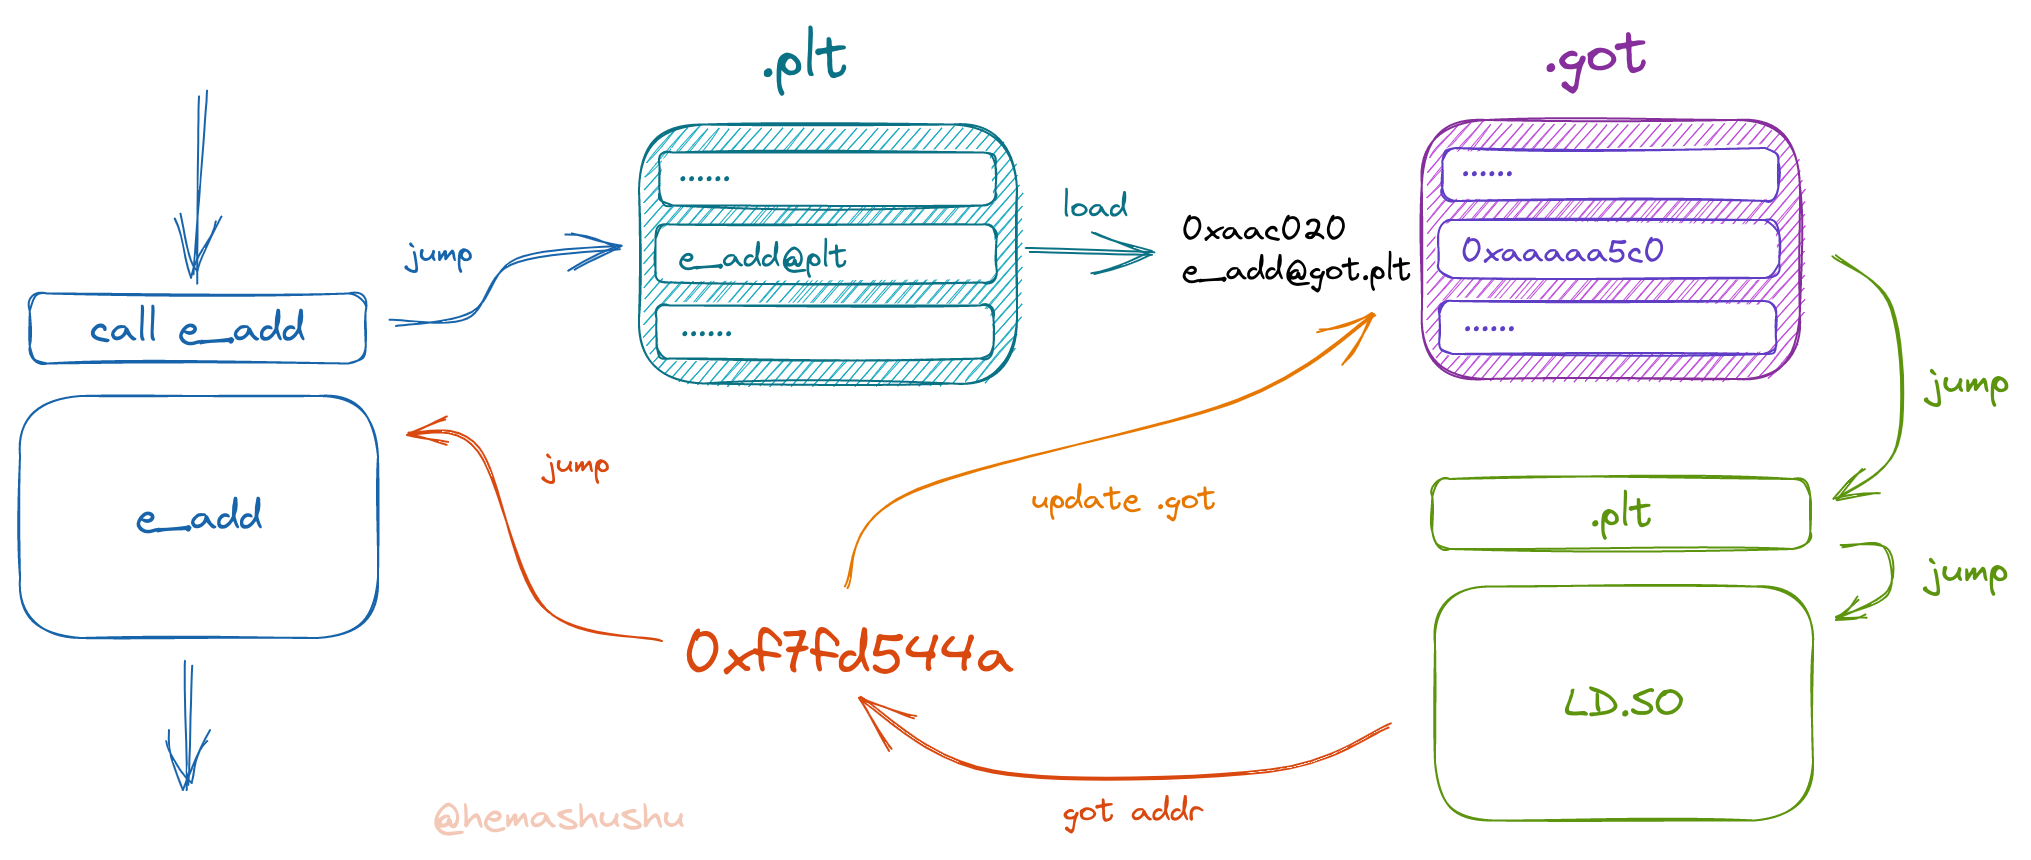 .plt
.got
......
......
load
0xaac020
e_add@got.plt
jump
e_add@plt
0xaaaaa5c0
call e_add
......
......
jump
jump
e_add
update .got
.plt
jump
0xf7fd544a
LD.SO
got addr
@hemashushu